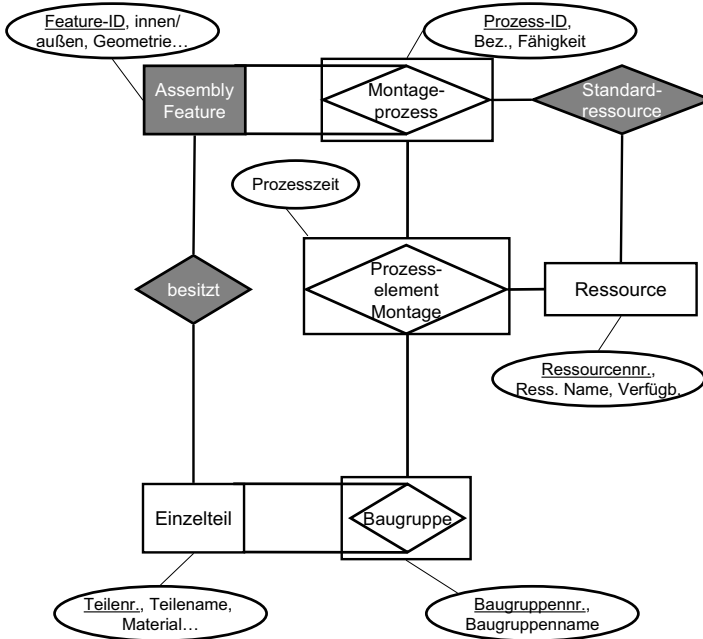 Feature-ID, innen/
außen, Geometrie…
Prozess-ID,
Bez., Fähigkeit
Assembly
Feature
Montage-
prozess
Standard-
ressource
Prozesszeit
besitzt
Prozess-
element
Montage
Ressource
Ressourcennr.,
Ress. Name, Verfügb.
Einzelteil
Baugruppe
Teilenr., Teilename,
Material…
Baugruppennr.,
Baugruppenname